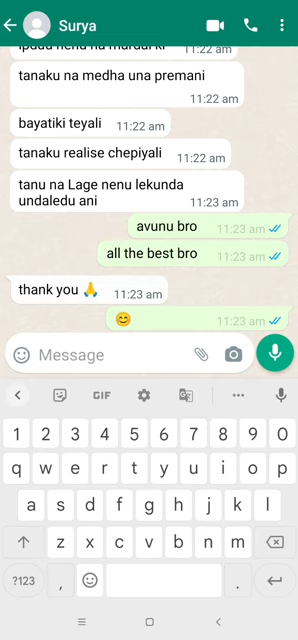 Surya
11:22 am
tanaku na medha una premani
11:22 am
bayatiki teyali 11:22 am
tanaku realise chepiyali 11:22 am
tanu na Lage nenu lekunda
undaledu ani 11:23 am
avunu bro 11:23 am
all the best bro 11:23 am
thank you 🙏 11:23 am
😊 11:23 am
Message
GIF
1 2 3 4 5 6 7 8 9 0
q w e r t y u i o p
a s d f g h j k l
z x c v b n m
?123 , .